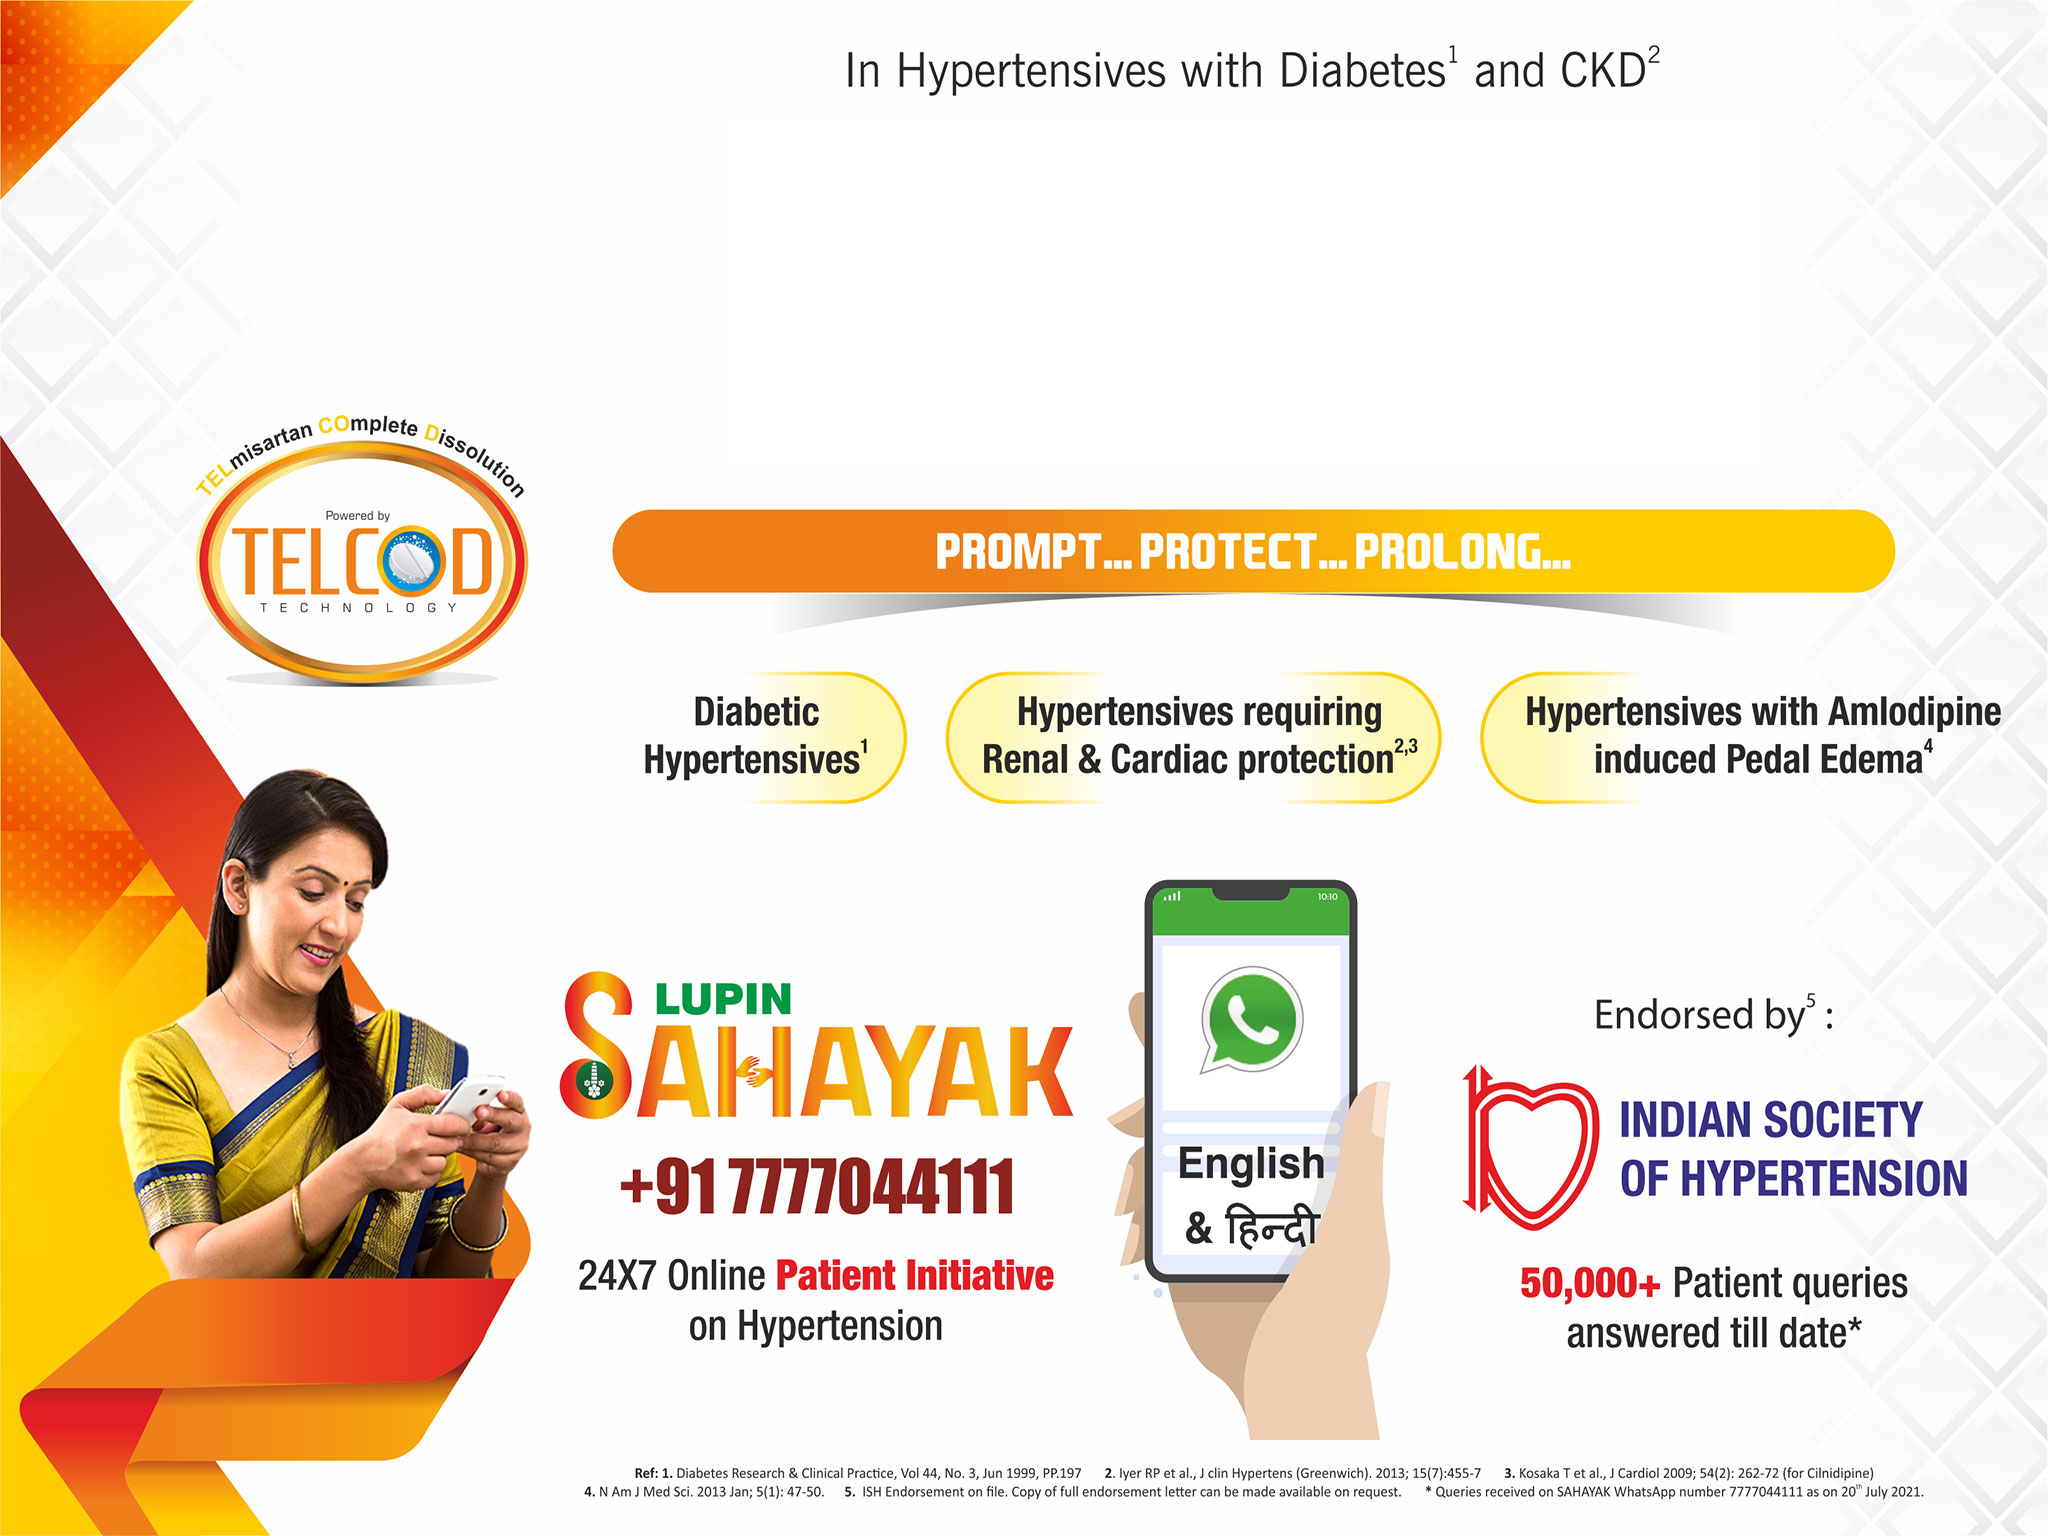 In Hypertensives with Diabetes¹ and CKD²
TELmisartan COmplete Dissolution
Powered by
TELCOD
TECHNOLOGY
PROMPT... PROTECT... PROLONG...
Diabetic
Hypertensives¹
Hypertensives requiring
Renal & Cardiac protection²,³
Hypertensives with Amlodipine
induced Pedal Edema⁴
LUPIN
SAHAYAK
+91 7777044111
24X7 Online Patient Initiative
on Hypertension
10:10
English
& हिन्दी
Endorsed by⁵ :
INDIAN SOCIETY
OF HYPERTENSION
50,000+ Patient queries
answered till date*
Ref: 1. Diabetes Research & Clinical Practice, Vol 44, No. 3, Jun 1999, PP.197 2. Iyer RP et al., J clin Hypertens (Greenwich). 2013; 15(7):455-7 3. Kosaka T et al., J Cardiol 2009; 54(2): 262-72 (for Cilnidipine)
4. N Am J Med Sci. 2013 Jan; 5(1): 47-50. 5. ISH Endorsement on file. Copy of full endorsement letter can be made available on request. * Queries received on SAHAYAK WhatsApp number 7777044111 as on 20th July 2021.